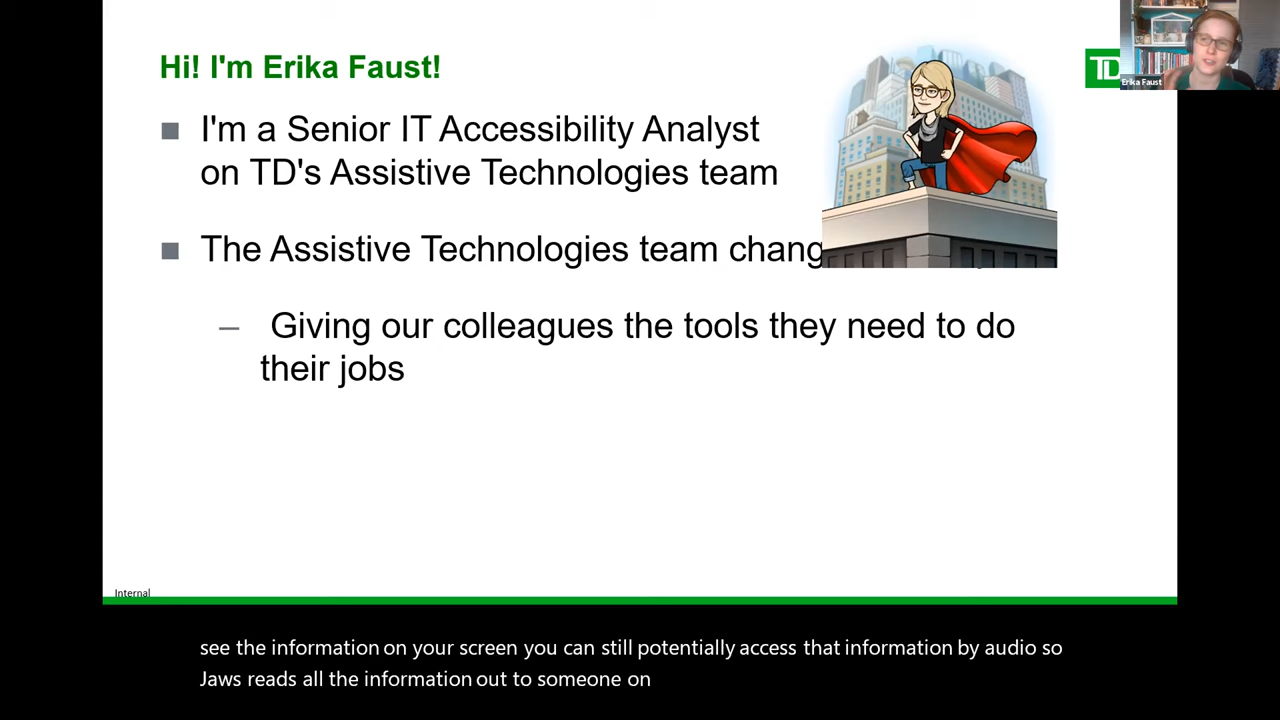 Hi! I'm Erika Faust!
TD
Erika Faust
I'm a Senior IT Accessibility Analyst
on TD's Assistive Technologies team
The Assistive Technologies team chang
– Giving our colleagues the tools they need to do
their jobs
Internal
see the information on your screen you can still potentially access that information by audio so
Jaws reads all the information out to someone on